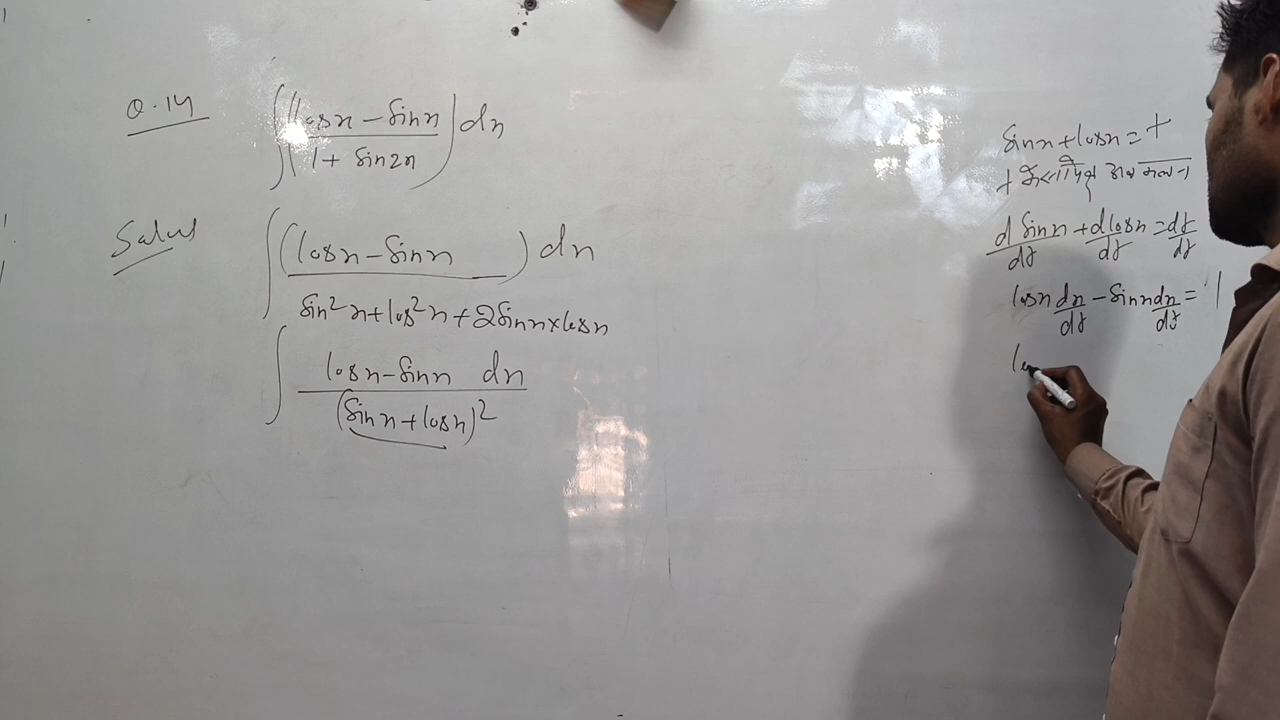 Q.14
∫(cosx - sinx / 1 + sin2x) dx
∫(cosx - sinx) dx
sin²x + cos²x + 2sinx × cosx
∫ cosx - sinx dx
(sinx + cosx)²
sinx + cosx = t
t के सापेक्ष
d sinx/dt + d cosx/dt = dt/dt
cosx dx/dt - sinx dx/dt = 1